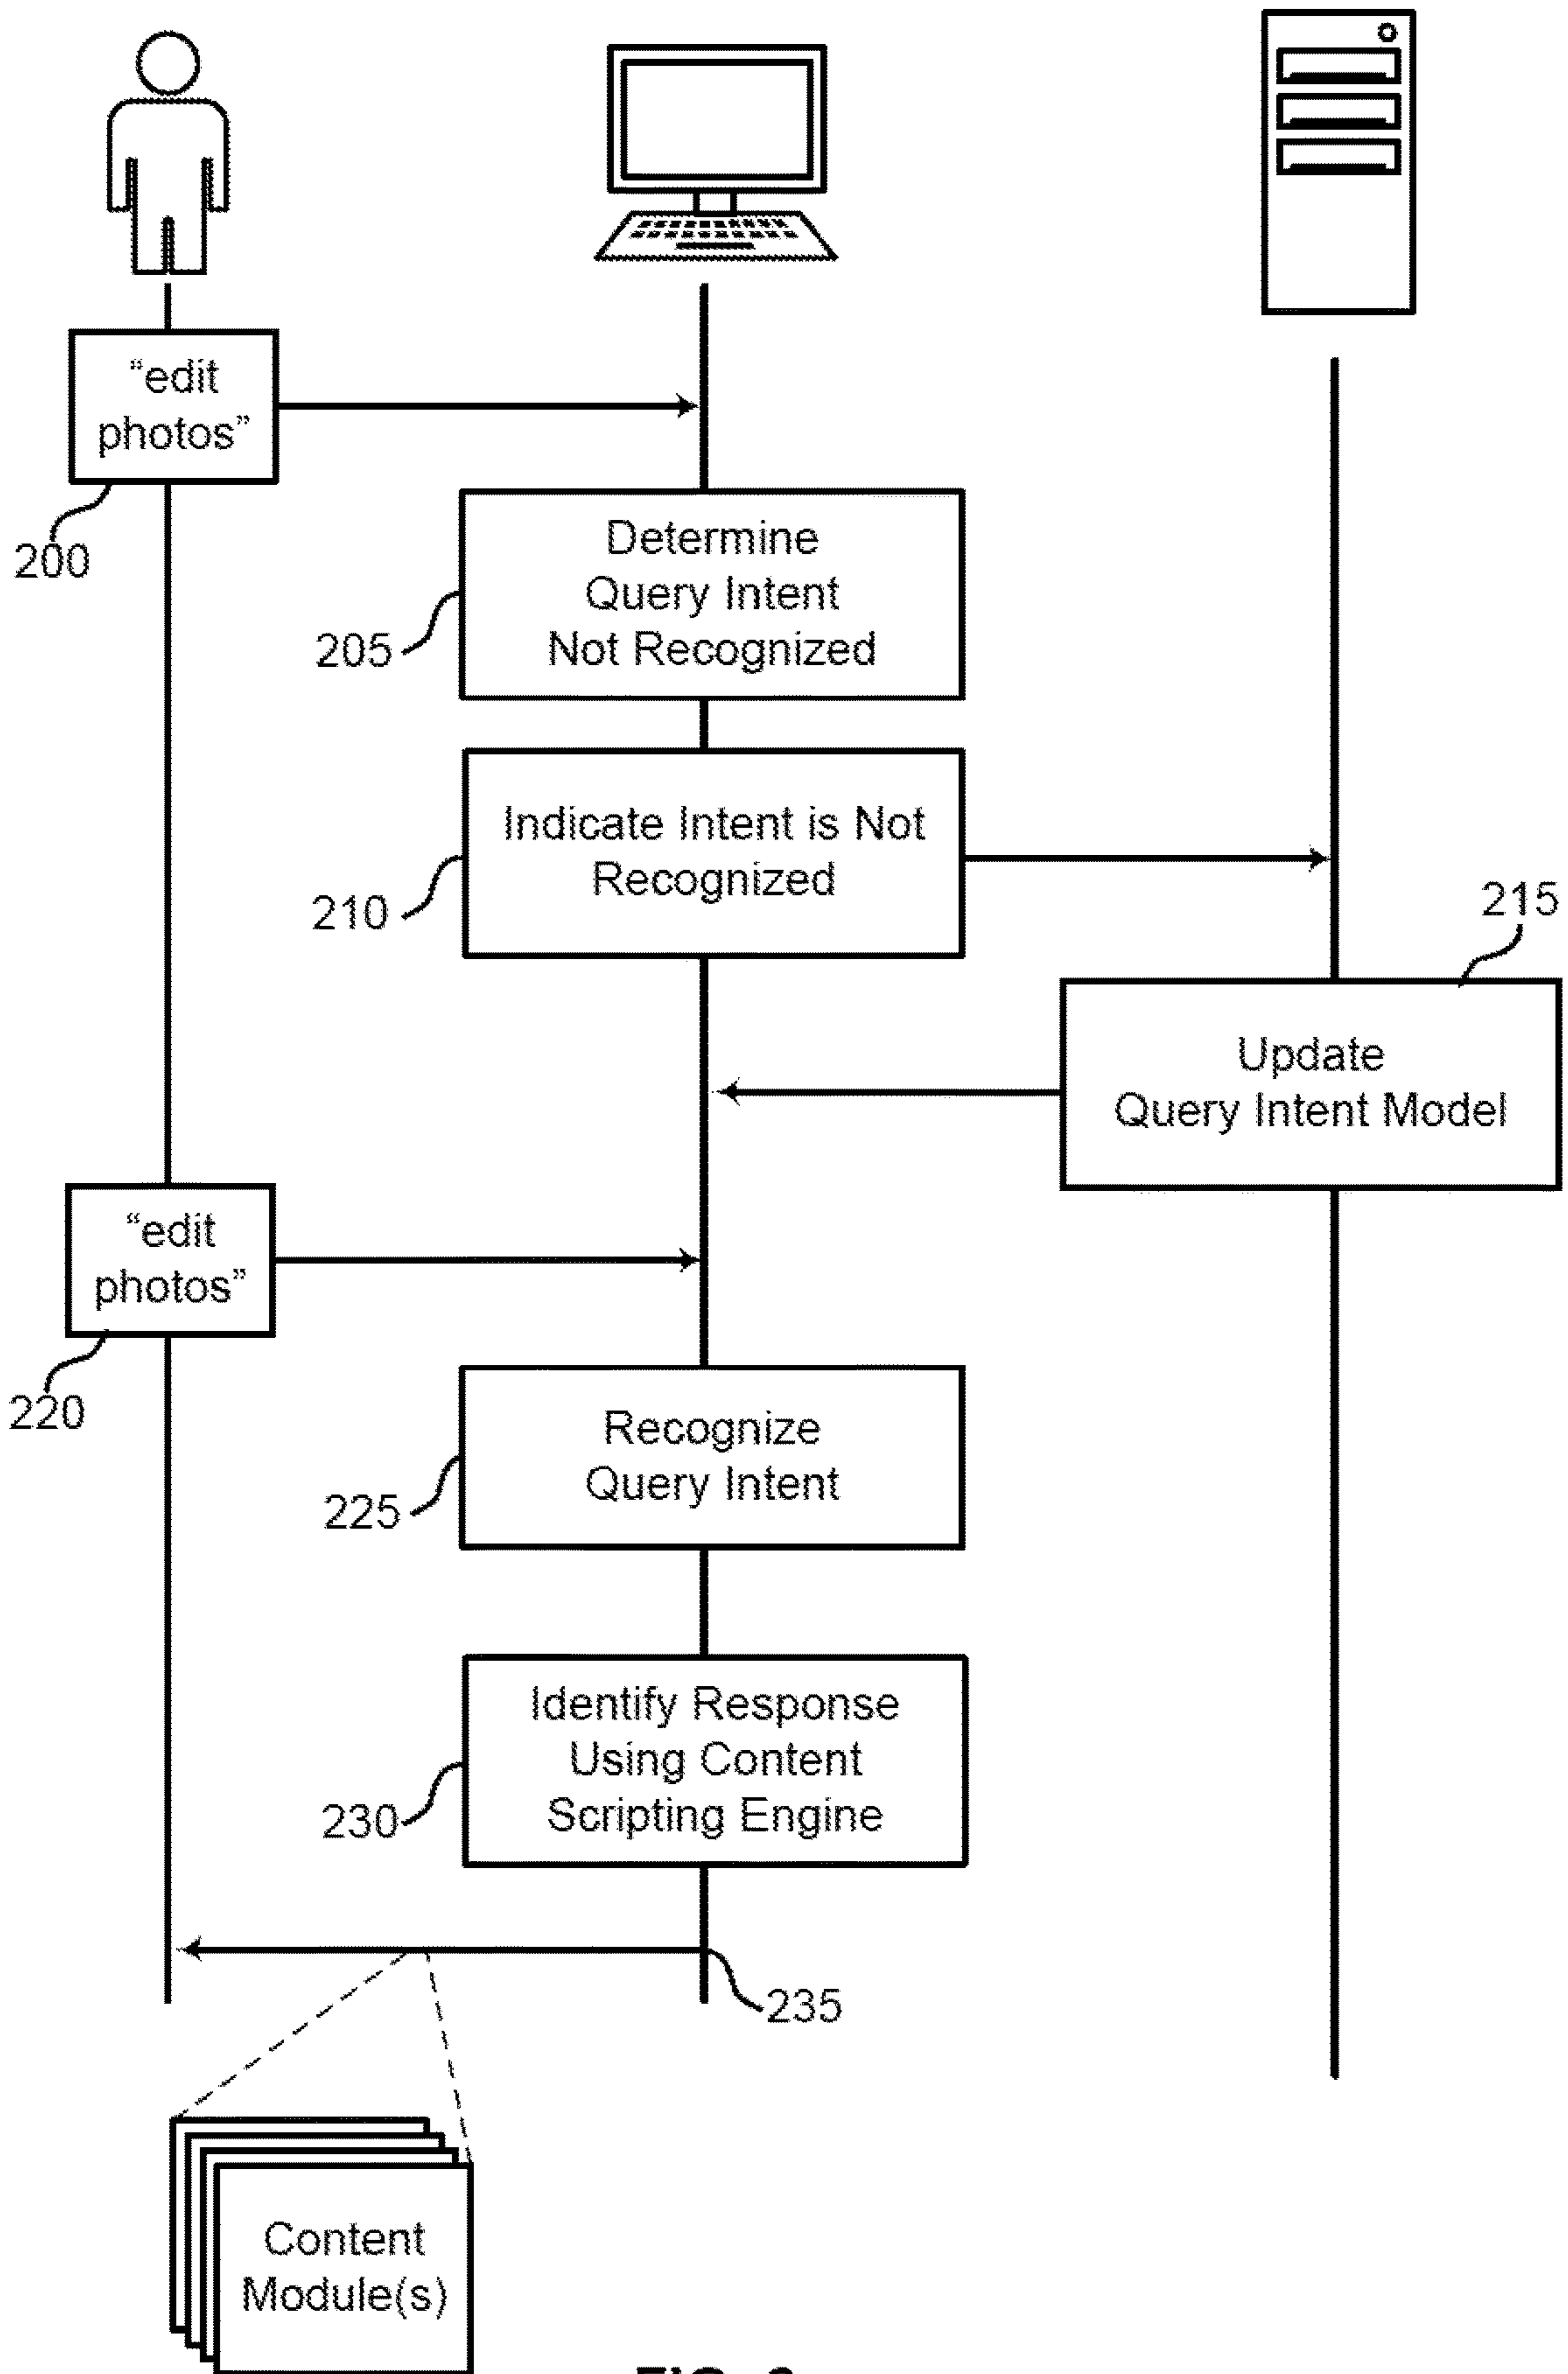 “edit
photos”
200
Determine
Query Intent
Not Recognized
205
Indicate Intent is Not
Recognized
210
215
Update
Query Intent Model
“edit
photos”
220
Recognize
Query Intent
225
Identify Response
Using Content
Scripting Engine
230
235
Content
Module(s)